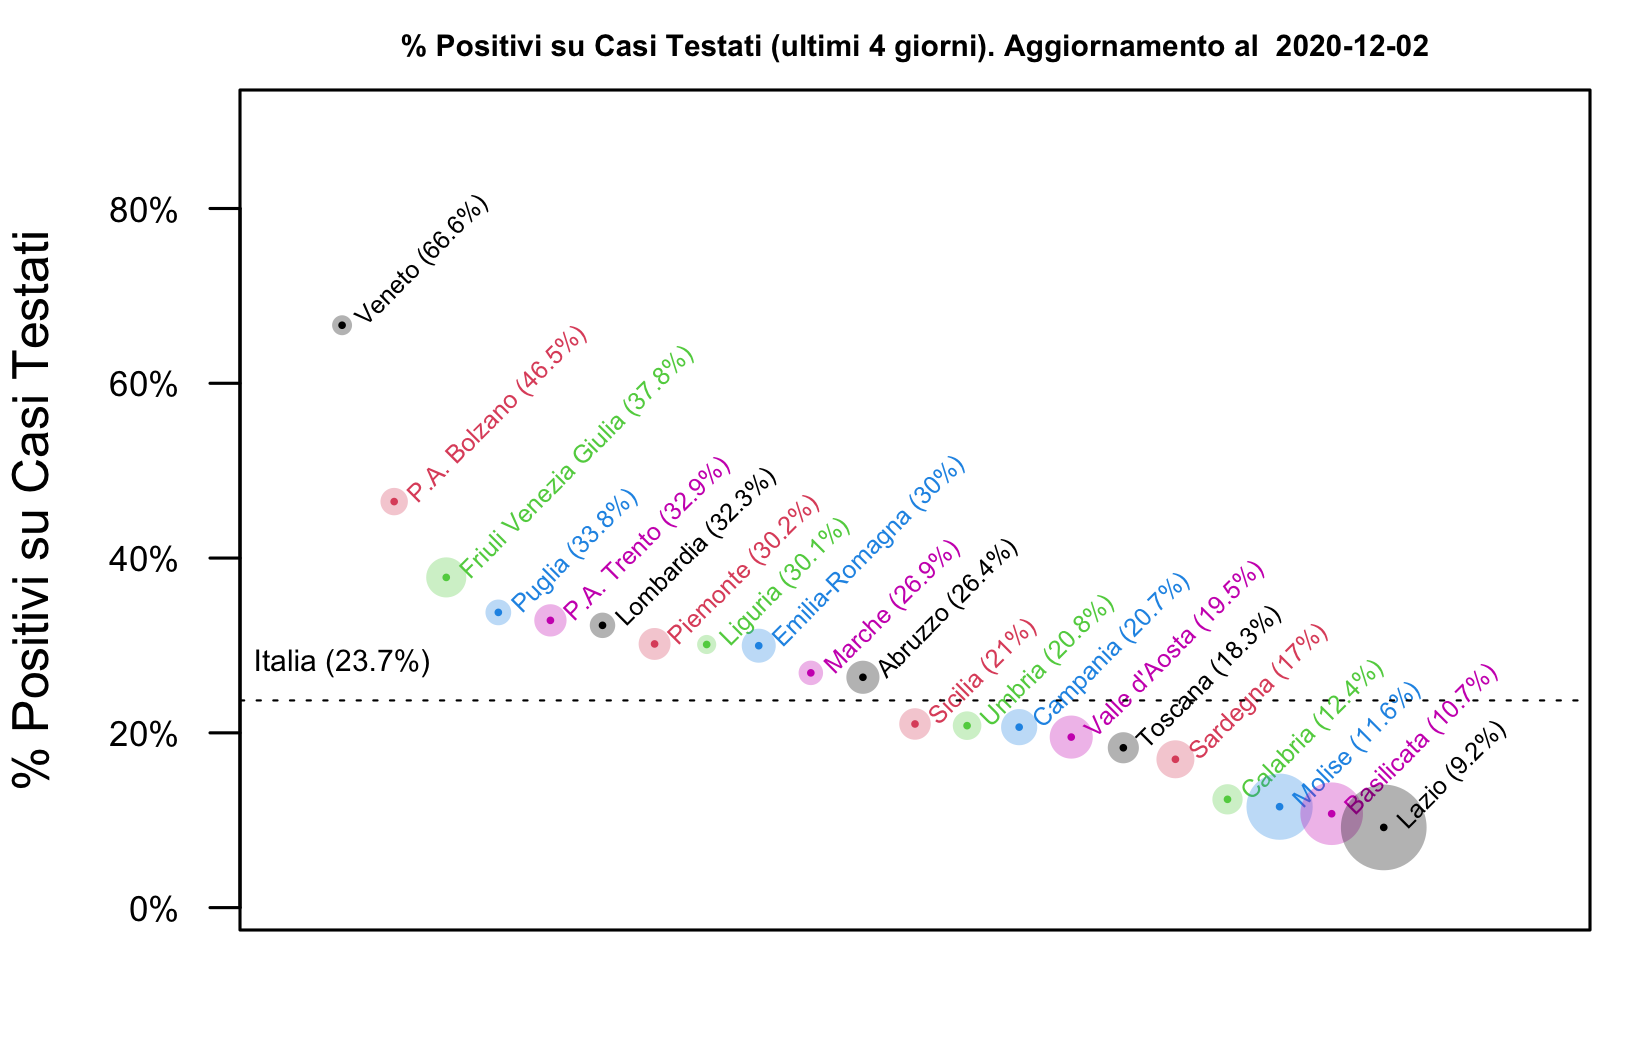 % Positivi su Casi Testati (ultimi 4 giorni). Aggiornamento al  2020-12-02
% Positivi su Casi Testati
80%
60%
40%
20%
0%
Veneto (66.6%)
P.A. Bolzano (46.5%)
Friuli Venezia Giulia (37.8%)
Puglia (33.8%)
P.A. Trento (32.9%)
Lombardia (32.3%)
Piemonte (30.2%)
Liguria (30.1%)
Emilia-Romagna (30%)
Marche (26.9%)
Abruzzo (26.4%)
Italia (23.7%)
Sicilia (21%)
Umbria (20.8%)
Campania (20.7%)
Valle d'Aosta (19.5%)
Toscana (18.3%)
Sardegna (17%)
Calabria (12.4%)
Molise (11.6%)
Basilicata (10.7%)
Lazio (9.2%)